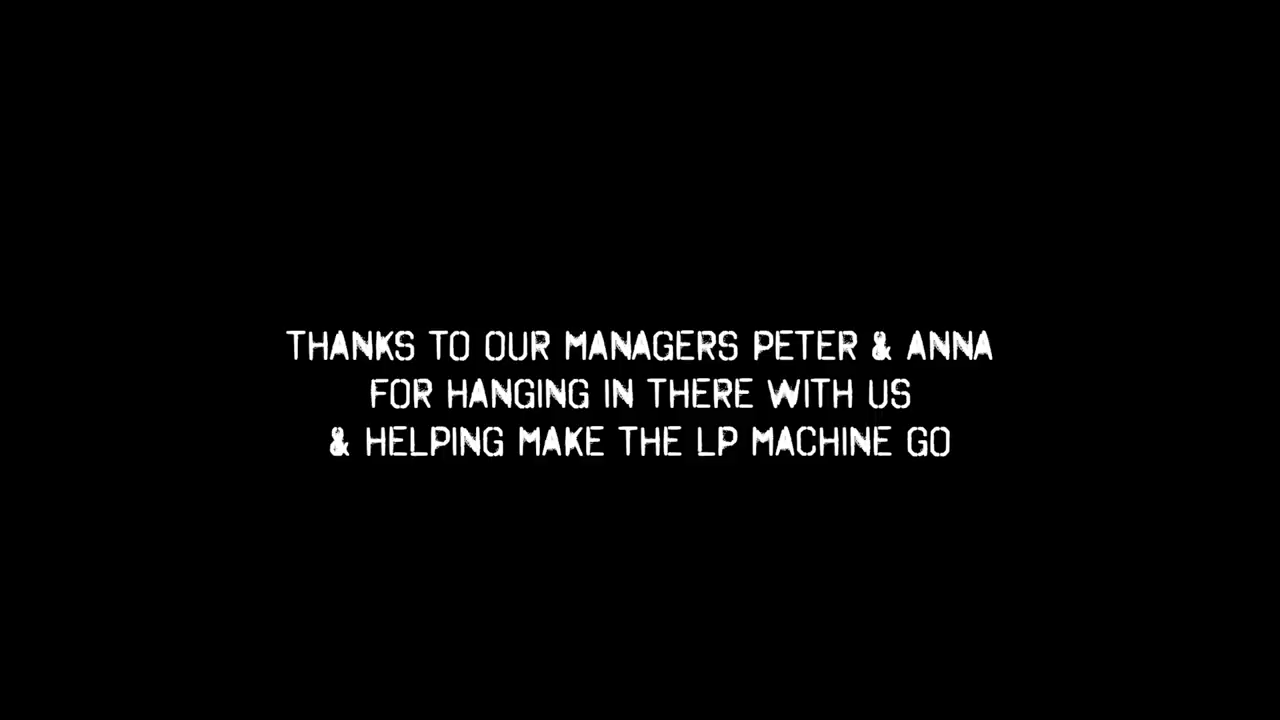 THANKS TO OUR MANAGERS PETER & ANNA
FOR HANGING IN THERE WITH US
& HELPING MAKE THE LP MACHINE GO